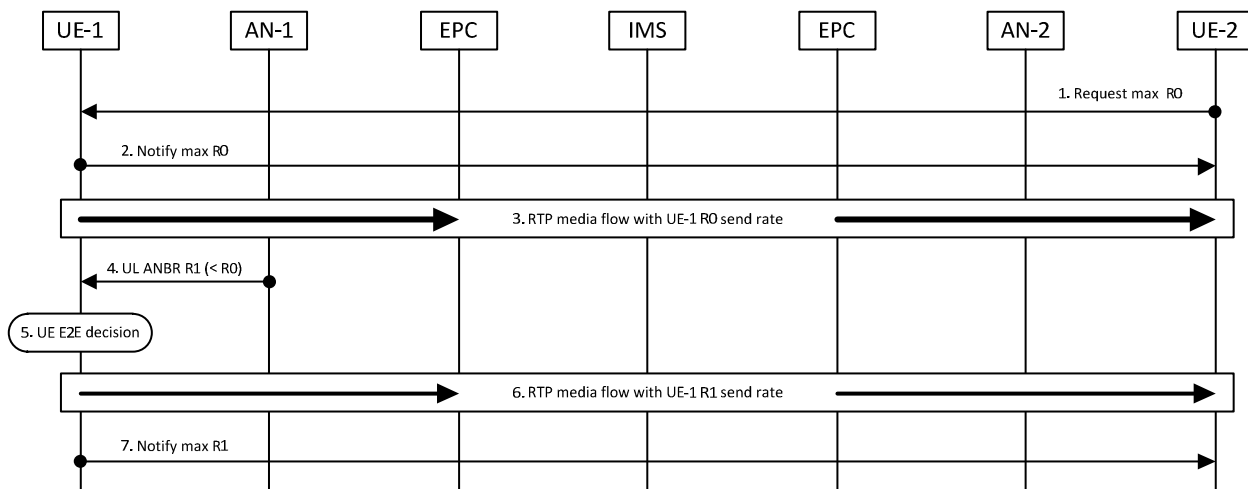 UE-1 AN-1 EPC IMS EPC AN-2 UE-2
1. Request max R0
2. Notify max R0
3. RTP media flow with UE-1 R0 send rate
4. UL ANBR R1 (< R0)
5. UE E2E decision
6. RTP media flow with UE-1 R1 send rate
7. Notify max R1